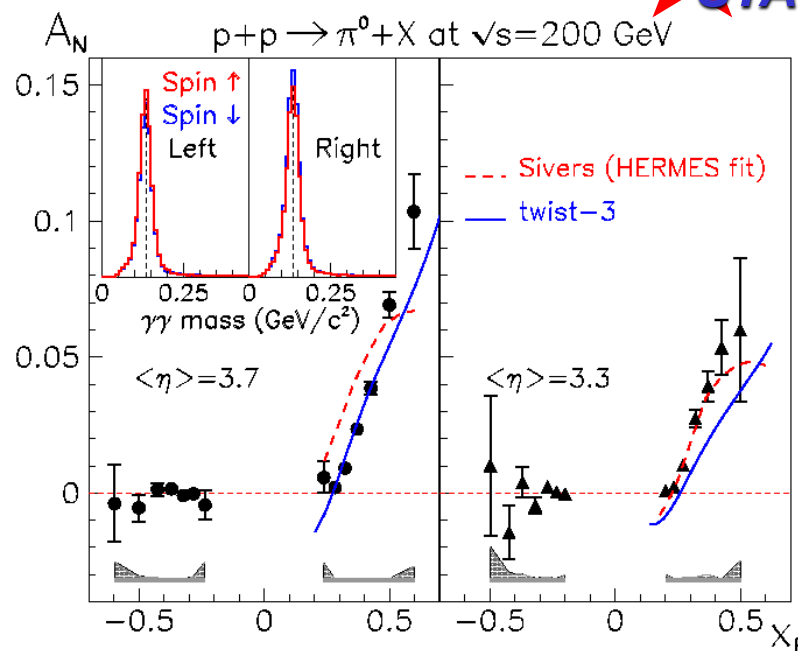 A_N p+p → π⁰+X at √s=200 GeV
0.15
0.1
0.05
0
Spin ↑
Spin ↓
Left
Right
0 0.25 0 0.25
γγ mass (GeV/c²)
<η>=3.7
Sivers (HERMES fit)
twist-3
<η>=3.3
-0.5 0 0.5 -0.5 0 0.5